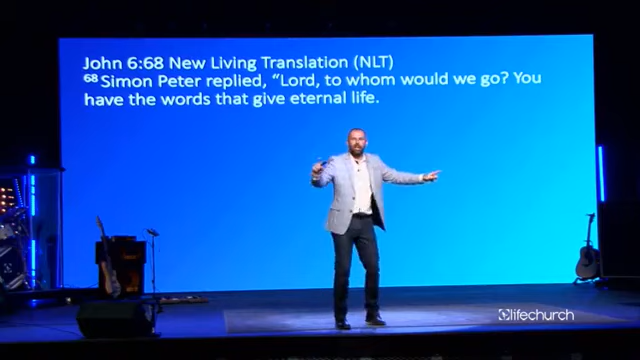 John 6:68 New Living Translation (NLT)
68 Simon Peter replied, “Lord, to whom would we go? You
have the words that give eternal life.
lifechurch